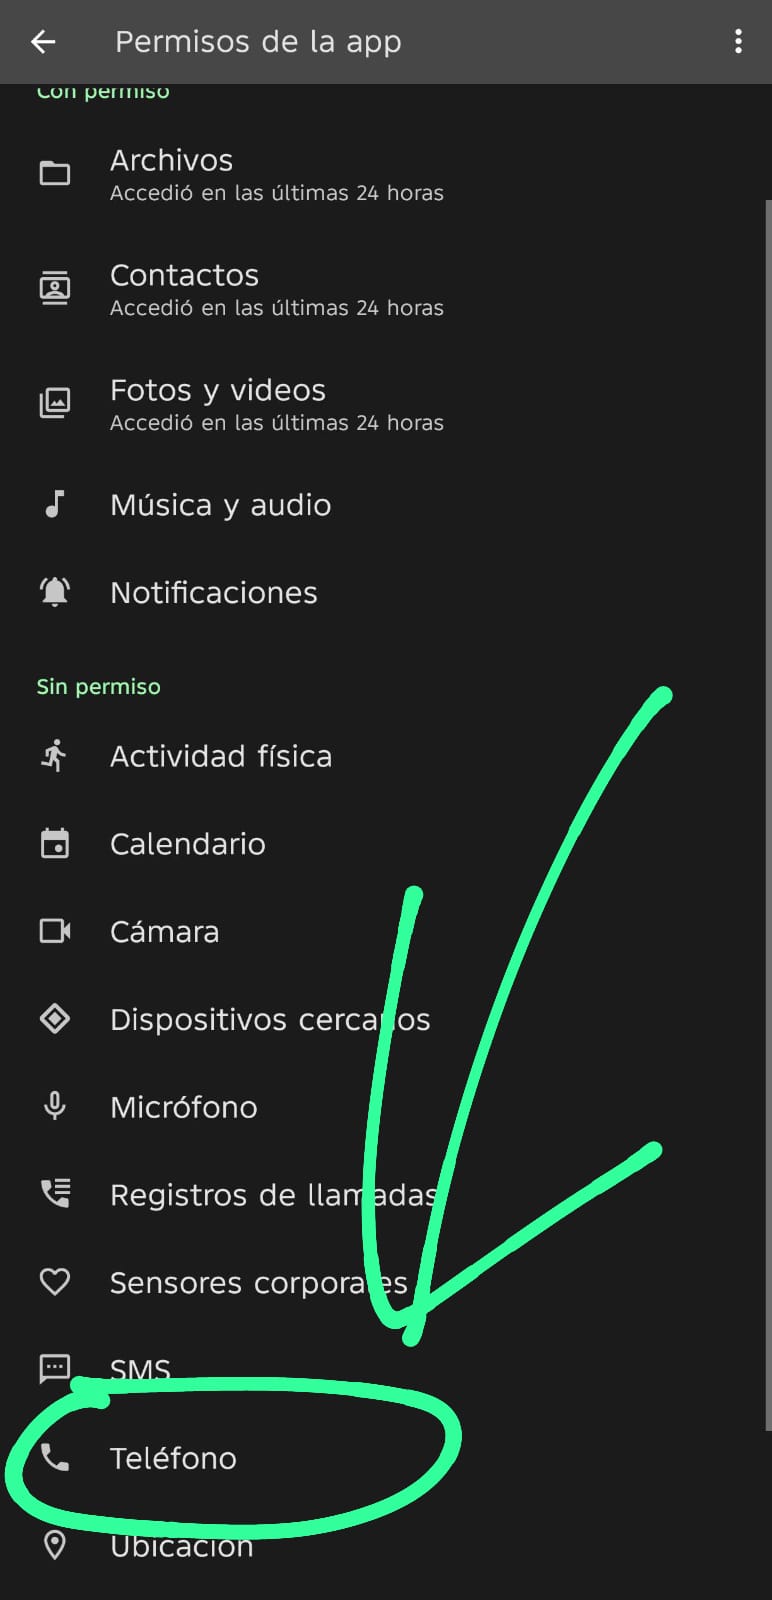 Permisos de la app
Con permiso
Archivos
Accedió en las últimas 24 horas
Contactos
Accedió en las últimas 24 horas
Fotos y videos
Accedió en las últimas 24 horas
Música y audio
Notificaciones
Sin permiso
Actividad física
Calendario
Cámara
Dispositivos cercanos
Micrófono
Registros de llamadas
Sensores corporales
SMS
Teléfono
Ubicación